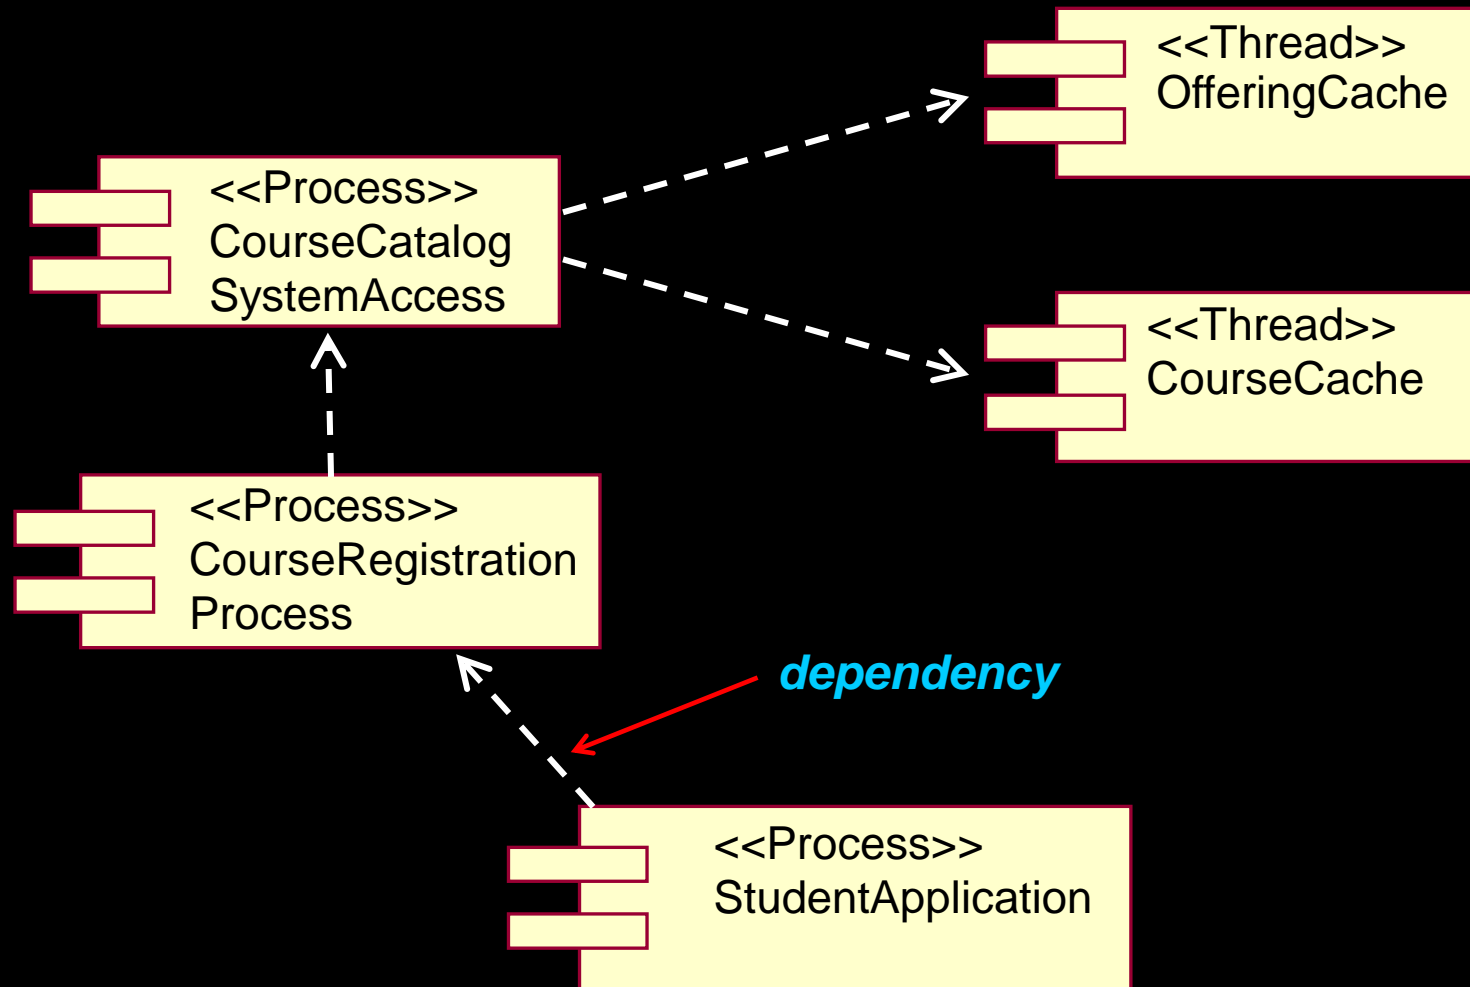 <<Thread>>
OfferingCache
<<Process>>
CourseCatalog
SystemAccess
<<Thread>>
CourseCache
<<Process>>
CourseRegistration
Process
dependency
<<Process>>
StudentApplication